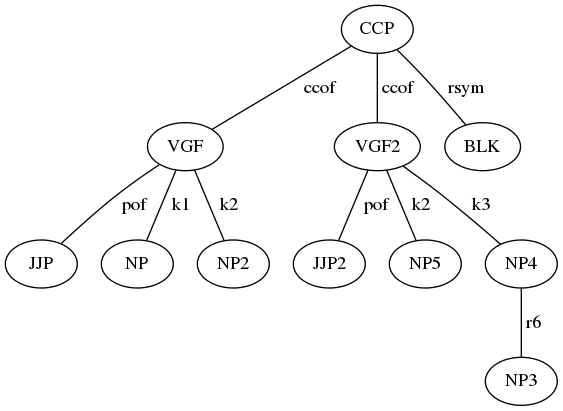 CCP
ccof ccof rsym
VGF VGF2 BLK
pof k1 k2 pof k2 k3
JJP NP NP2 JJP2 NP5 NP4
r6
NP3